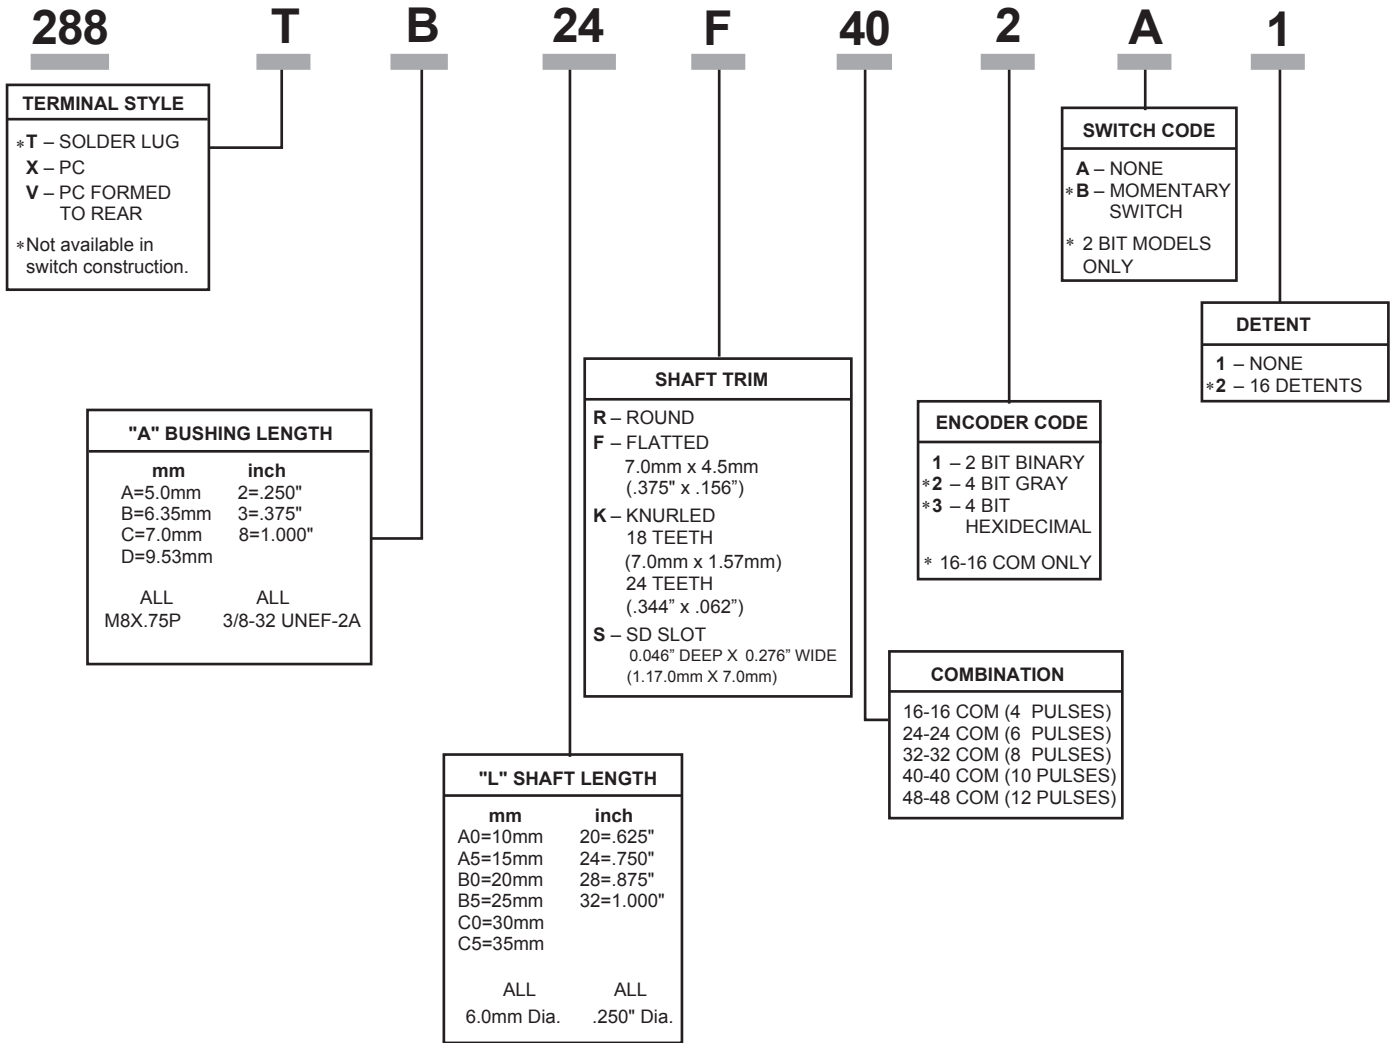 288 T B 24 F 40 2 A 1
TERMINAL STYLE
*T – SOLDER LUG
X – PC
V – PC FORMED
TO REAR
*Not available in
switch construction.
SWITCH CODE
A – NONE
*B – MOMENTARY
SWITCH
* 2 BIT MODELS
ONLY
DETENT
1 – NONE
*2 – 16 DETENTS
"A" BUSHING LENGTH
mm inch
A=5.0mm 2=.250"
B=6.35mm 3=.375"
C=7.0mm 8=1.000"
D=9.53mm
ALL ALL
M8X.75P 3/8-32 UNEF-2A
SHAFT TRIM
R – ROUND
F – FLATTED
7.0mm x 4.5mm
(.375" x .156”)
K – KNURLED
18 TEETH
(7.0mm x 1.57mm)
24 TEETH
(.344” x .062”)
S – SD SLOT
0.046” DEEP X 0.276” WIDE
(1.17.0mm X 7.0mm)
ENCODER CODE
1 – 2 BIT BINARY
*2 – 4 BIT GRAY
*3 – 4 BIT
HEXIDECIMAL
* 16-16 COM ONLY
COMBINATION
16-16 COM (4 PULSES)
24-24 COM (6 PULSES)
32-32 COM (8 PULSES)
40-40 COM (10 PULSES)
48-48 COM (12 PULSES)
"L" SHAFT LENGTH
mm inch
A0=10mm 20=.625"
A5=15mm 24=.750"
B0=20mm 28=.875"
B5=25mm 32=1.000"
C0=30mm
C5=35mm
ALL ALL
6.0mm Dia. .250" Dia.